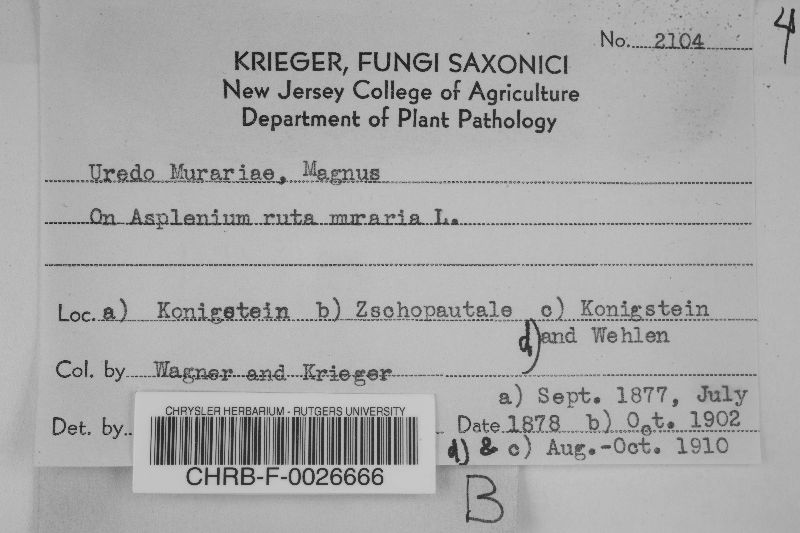 No. 2104
4
KRIEGER, FUNGI SAXONICI
New Jersey College of Agriculture
Department of Plant Pathology
Uredo Murariae, Magnus
On Asplenium ruta muraria L.
Loc. a) Konigstein b) Zschopautale c) Konigstein
d) and Wehlen
Col. by Wagner and Krieger
a) Sept. 1877, July
Det. by
Date 1878 b) Oct. 1902
d) & c) Aug.-Oct. 1910
CHRYSLER HERBARIUM - RUTGERS UNIVERSITY
CHRB-F-0026666
B